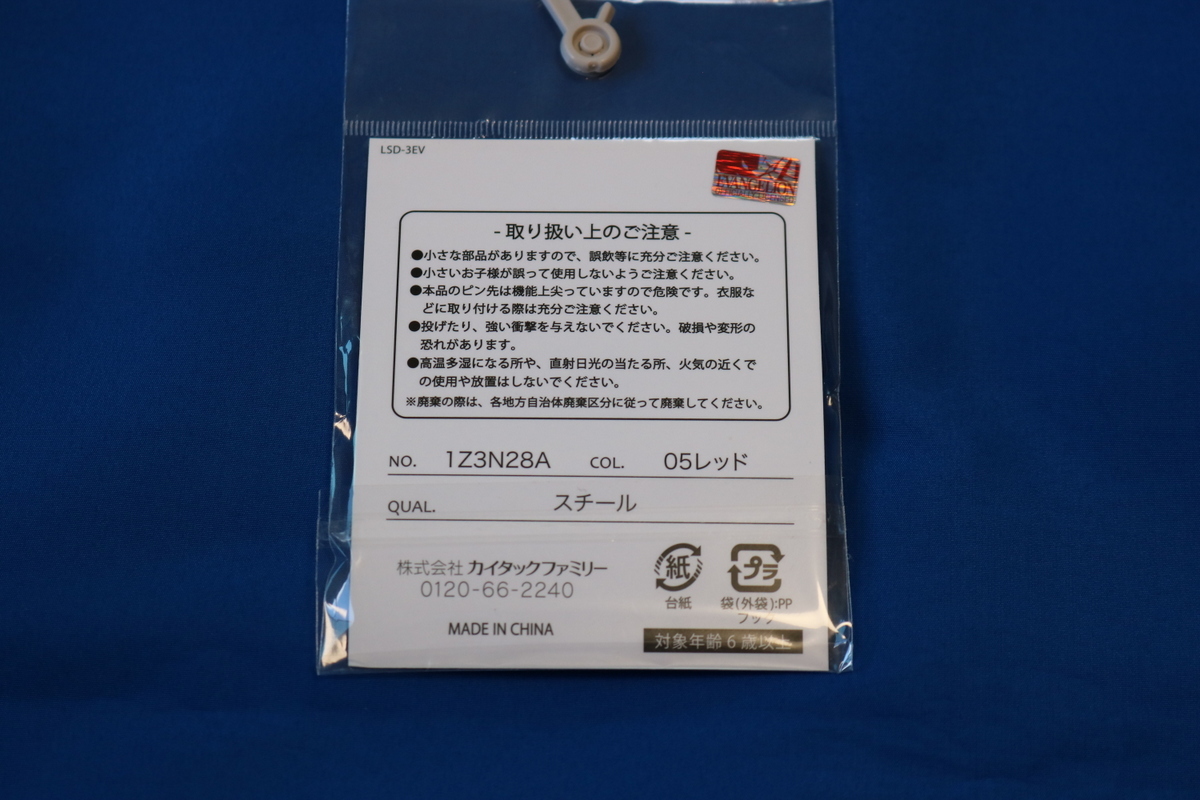 LSD-3EV
EVANGELION
- 取り扱い上のご注意 -
●小さな部品がありますので、誤飲等に充分ご注意ください。
●小さいお子様が誤って使用しないようご注意ください。
●本品のピン先は機能上尖っていますので危険です。衣服な
どに取り付ける際は充分ご注意ください。
●投げたり、強い衝撃を与えないでください。破損や変形の
恐れがあります。
●高温多湿になる所や、直射日光の当たる所、火気の近くで
の使用や放置はしないでください。
※廃棄の際は、各地方自治体廃棄区分に従って廃棄してください。
NO. 1Z3N28A COL. 05レッド
QUAL. スチール
株式会社 カイタックファミリー
0120-66-2240
MADE IN CHINA
紙 プラ
台紙 袋(外袋):PP
フック
対象年齢6歳以上